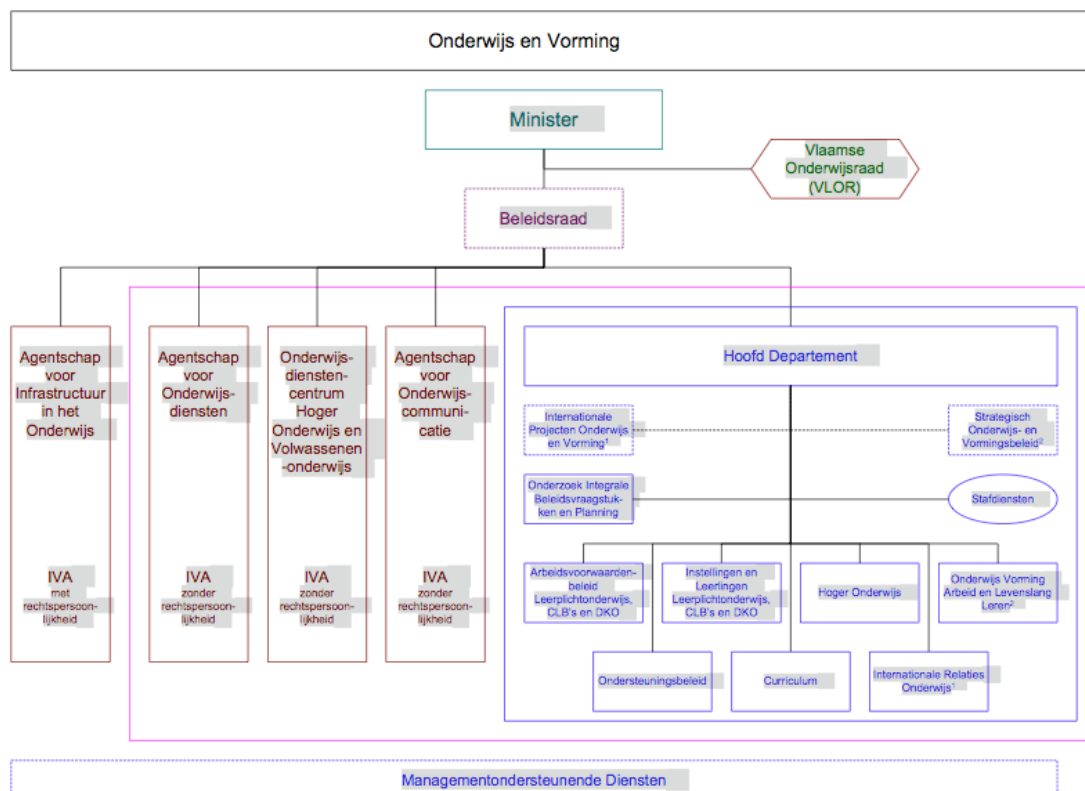 Onderwijs en Vorming
Minister
Vlaamse
Onderwijsraad
(VLOR)
Beleidsraad
Agentschap
voor
Infrastructuur
in het
Onderwijs
IVA
met
rechtspersoon-
lijkheid
Agentschap
voor
Onderwijs-
diensten
IVA
zonder
rechtspersoon-
lijkheid
Onderwijs-
diensten-
centrum
Hoger
Onderwijs en
Volwassenen
-onderwijs
IVA
zonder
rechtspersoon-
lijkheid
Agentschap
voor
Onderwijs-
communi-
catie
IVA
zonder
rechtspersoon-
lijkheid
Hoofd Departement
Internationale
Projecten Onderwijs
en Vorming¹
Strategisch
Onderwijs- en
Vormingsbeleid²
Onderzoek Integrale
Beleidsvraagstuk-
ken en Planning
Stafdiensten
Arbeidsvoorwaarden-
beleid
Leerplichtonderwijs,
CLB's en DKO
Instellingen en
Leerlingen
Leerplichtonderwijs,
CLB's en DKO
Hoger Onderwijs
Onderwijs Vorming
Arbeid en Levenslang
Leren²
Ondersteuningsbeleid
Curriculum
Internationale Relaties
Onderwijs¹
Managementondersteunende Diensten